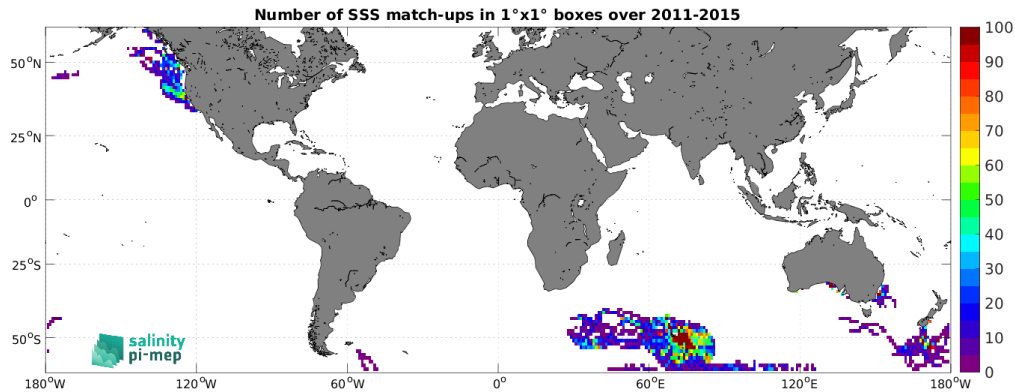 Number of SSS match-ups in 1°x1° boxes over 2011-2015
100
90
80
70
60
50
40
30
20
10
0
50°N
25°N
0°
25°S
50°S
salinity
pi-mep
180°W 120°W 60°W 0° 60°E 120°E 180°W